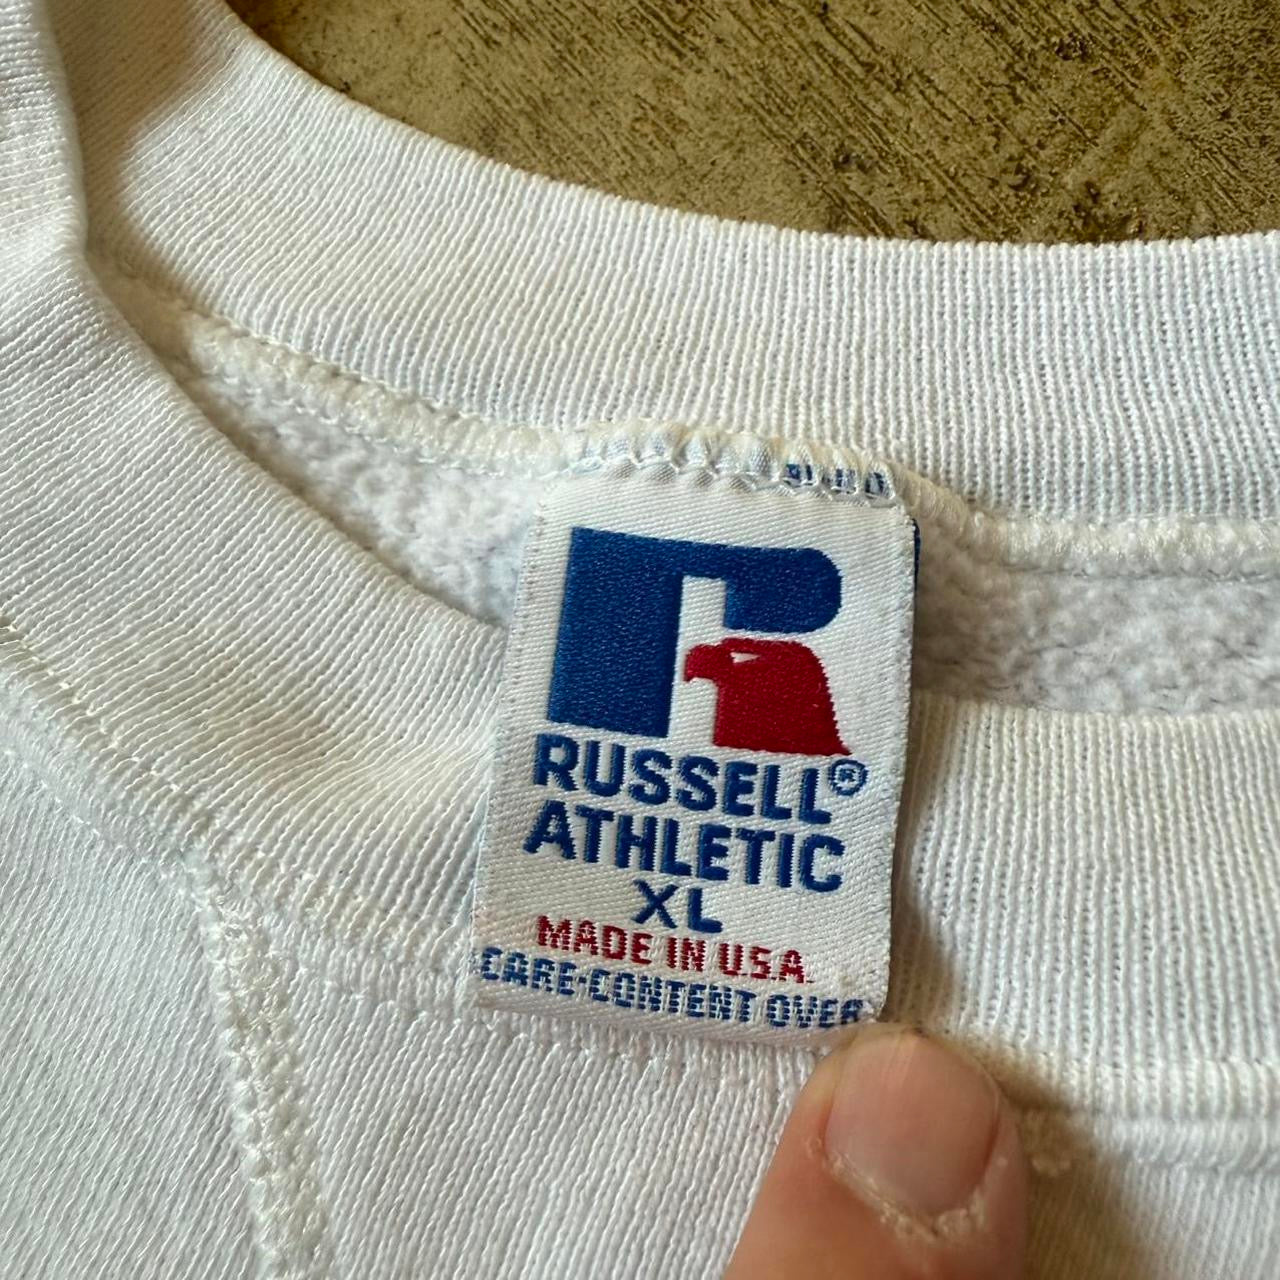 RUSSELL®
ATHLETIC
XL
MADE IN U.S.A.
CARE-CONTENT OVER